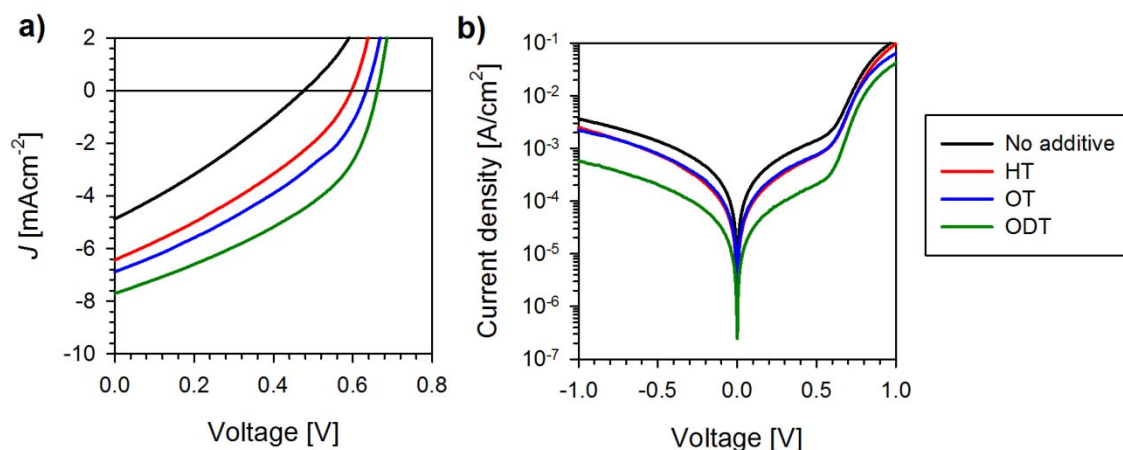 a)
J [mAcm-2]
2
0
-2
-4
-6
-8
-10
0.0 0.2 0.4 0.6 0.8
Voltage [V]
b)
Current density [A/cm2]
10-1
10-2
10-3
10-4
10-5
10-6
10-7
-1.0 -0.5 0.0 0.5 1.0
Voltage [V]
No additive
HT
OT
ODT